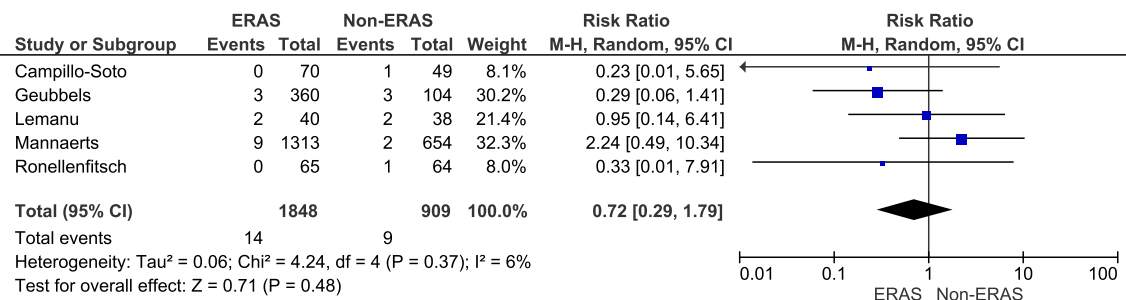 ERAS Non-ERAS Risk Ratio Risk Ratio
Study or Subgroup Events Total Events Total Weight M-H, Random, 95% CI M-H, Random, 95% CI
Campillo-Soto 0 70 1 49 8.1% 0.23 [0.01, 5.65]
Geubbels 3 360 3 104 30.2% 0.29 [0.06, 1.41]
Lemanu 2 40 2 38 21.4% 0.95 [0.14, 6.41]
Mannaerts 9 1313 2 654 32.3% 2.24 [0.49, 10.34]
Ronellenfitsch 0 65 1 64 8.0% 0.33 [0.01, 7.91]
Total (95% CI) 1848 909 100.0% 0.72 [0.29, 1.79]
Total events 14 9
Heterogeneity: Tau² = 0.06; Chi² = 4.24, df = 4 (P = 0.37); I² = 6%
Test for overall effect: Z = 0.71 (P = 0.48)
0.01 0.1 1 10 100
ERAS Non-ERAS